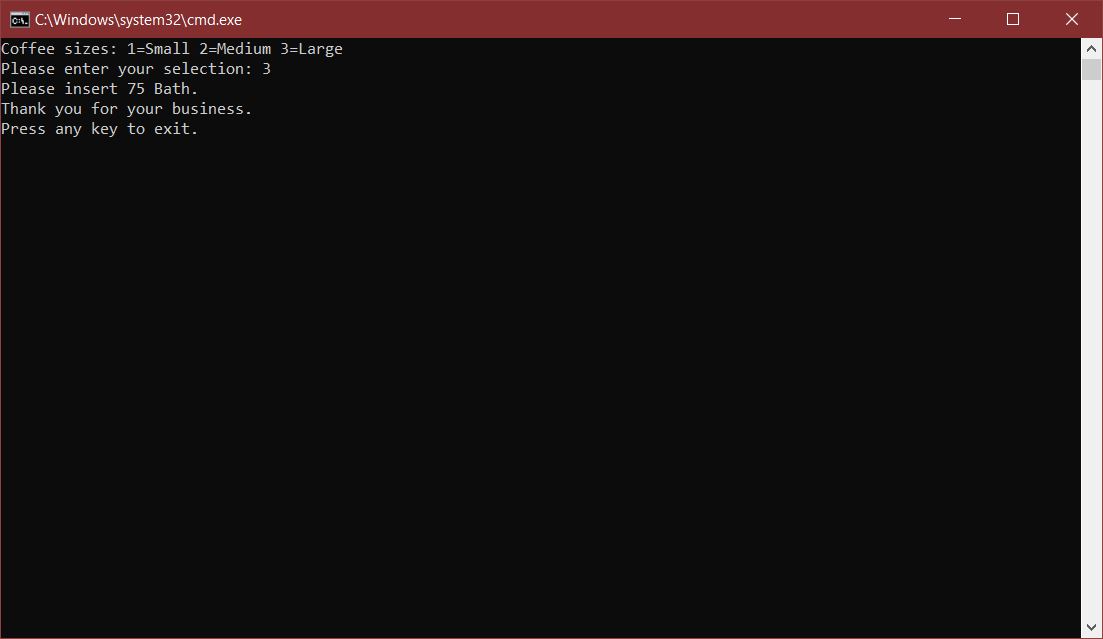 C:\Windows\system32\cmd.exe
Coffee sizes: 1=Small 2=Medium 3=Large
Please enter your selection: 3
Please insert 75 Bath.
Thank you for your business.
Press any key to exit.